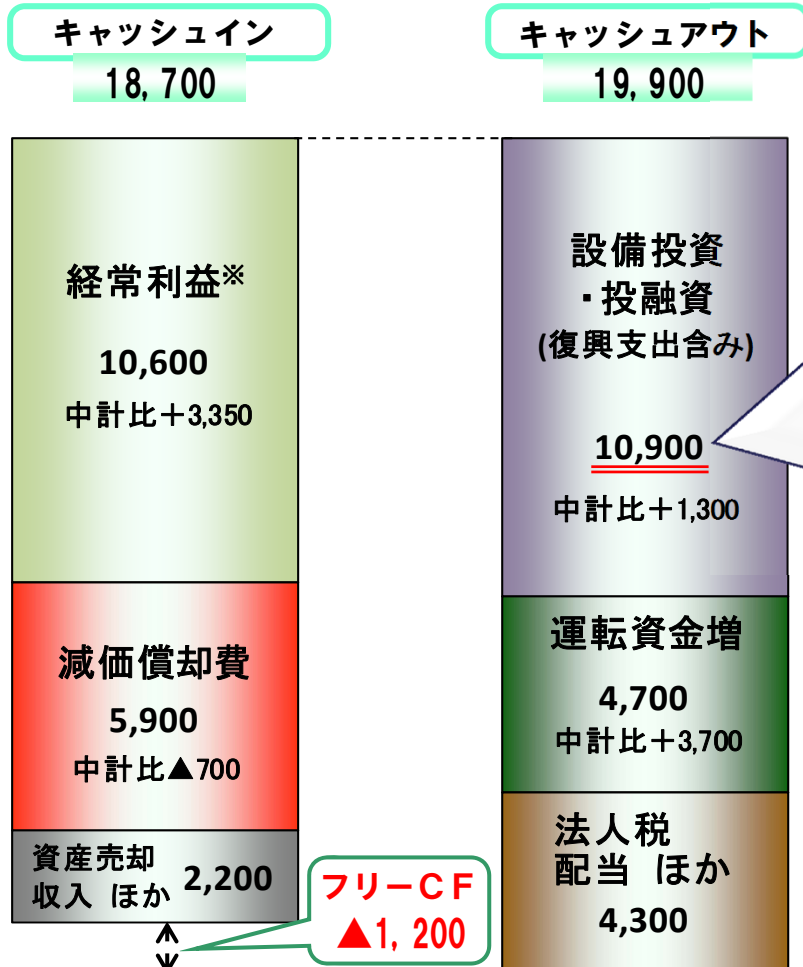 キャッシュイン
18,700
経常利益※
10,600
中計比＋3,350
減価償却費
5,900
中計比▲700
資産売却
収入 ほか 2,200
フリーＣＦ
▲1,200
キャッシュアウト
19,900
設備投資
・投融資
(復興支出含み)
10,900
中計比＋1,300
運転資金増
4,700
中計比＋3,700
法人税
配当 ほか
4,300